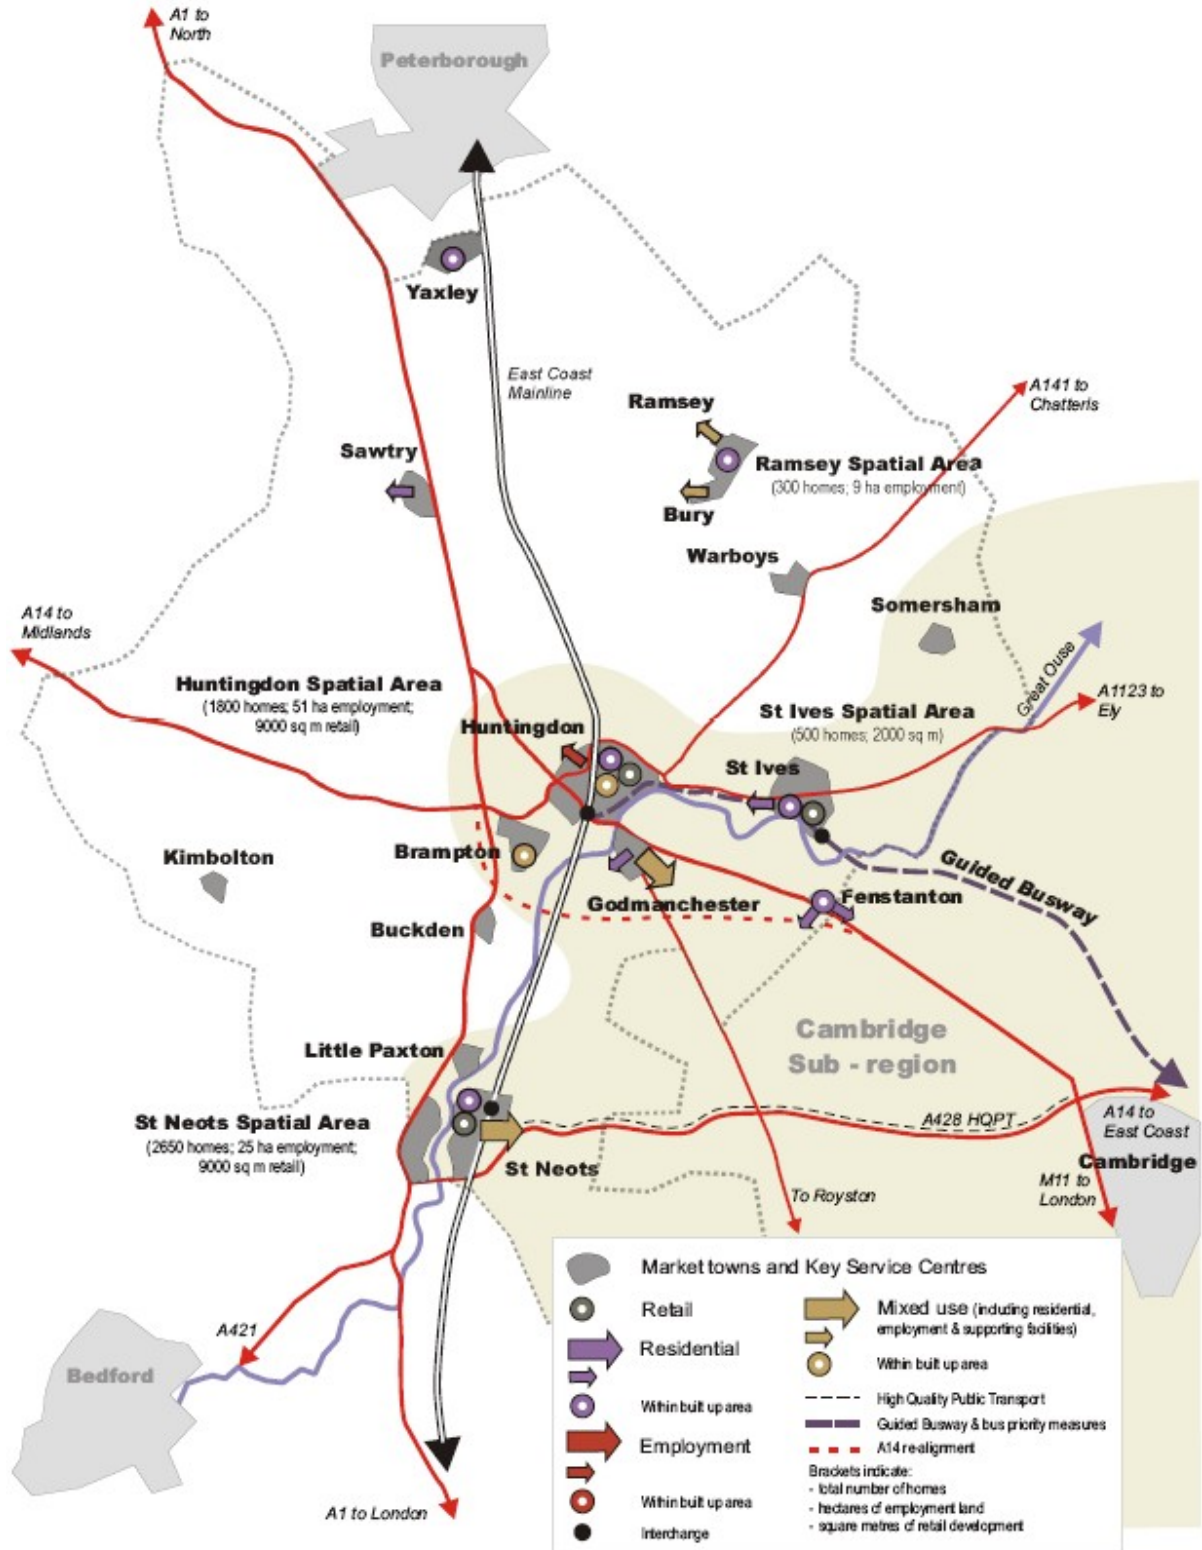 A1 to
North
Peterborough
Yaxley
East Coast
Mainline
A141 to
Chatteris
Ramsey
Sawtry
Ramsey Spatial Area
(300 homes; 9 ha employment)
Bury
Warboys
Somersham
A14 to
Midlands
Great Ouse
Huntingdon Spatial Area
(1800 homes; 51 ha employment;
9000 sq m retail)
A1123 to
Ely
St Ives Spatial Area
(500 homes; 2000 sq m)
Huntingdon
St Ives
Kimbolton
Brampton
Guided Busway
Godmanchester
Fenstanton
Buckden
Cambridge
Sub - region
Little Paxton
St Neots Spatial Area
(2650 homes; 25 ha employment;
9000 sq m retail)
A428 HQPT
A14 to
East Coast
St Neots
Cambridge
M11 to
London
To Royston
A421
Bedford
A1 to London
Market towns and Key Service Centres
Retail
Residential
Within built up area
Employment
Within built up area
Interchange
Mixed use (including residential,
employment & supporting facilities)
Within built up area
High Quality Public Transport
Guided Busway & bus priority measures
A14 re-alignment
Brackets indicate:
- total number of homes
- hectares of employment land
- square metres of retail development